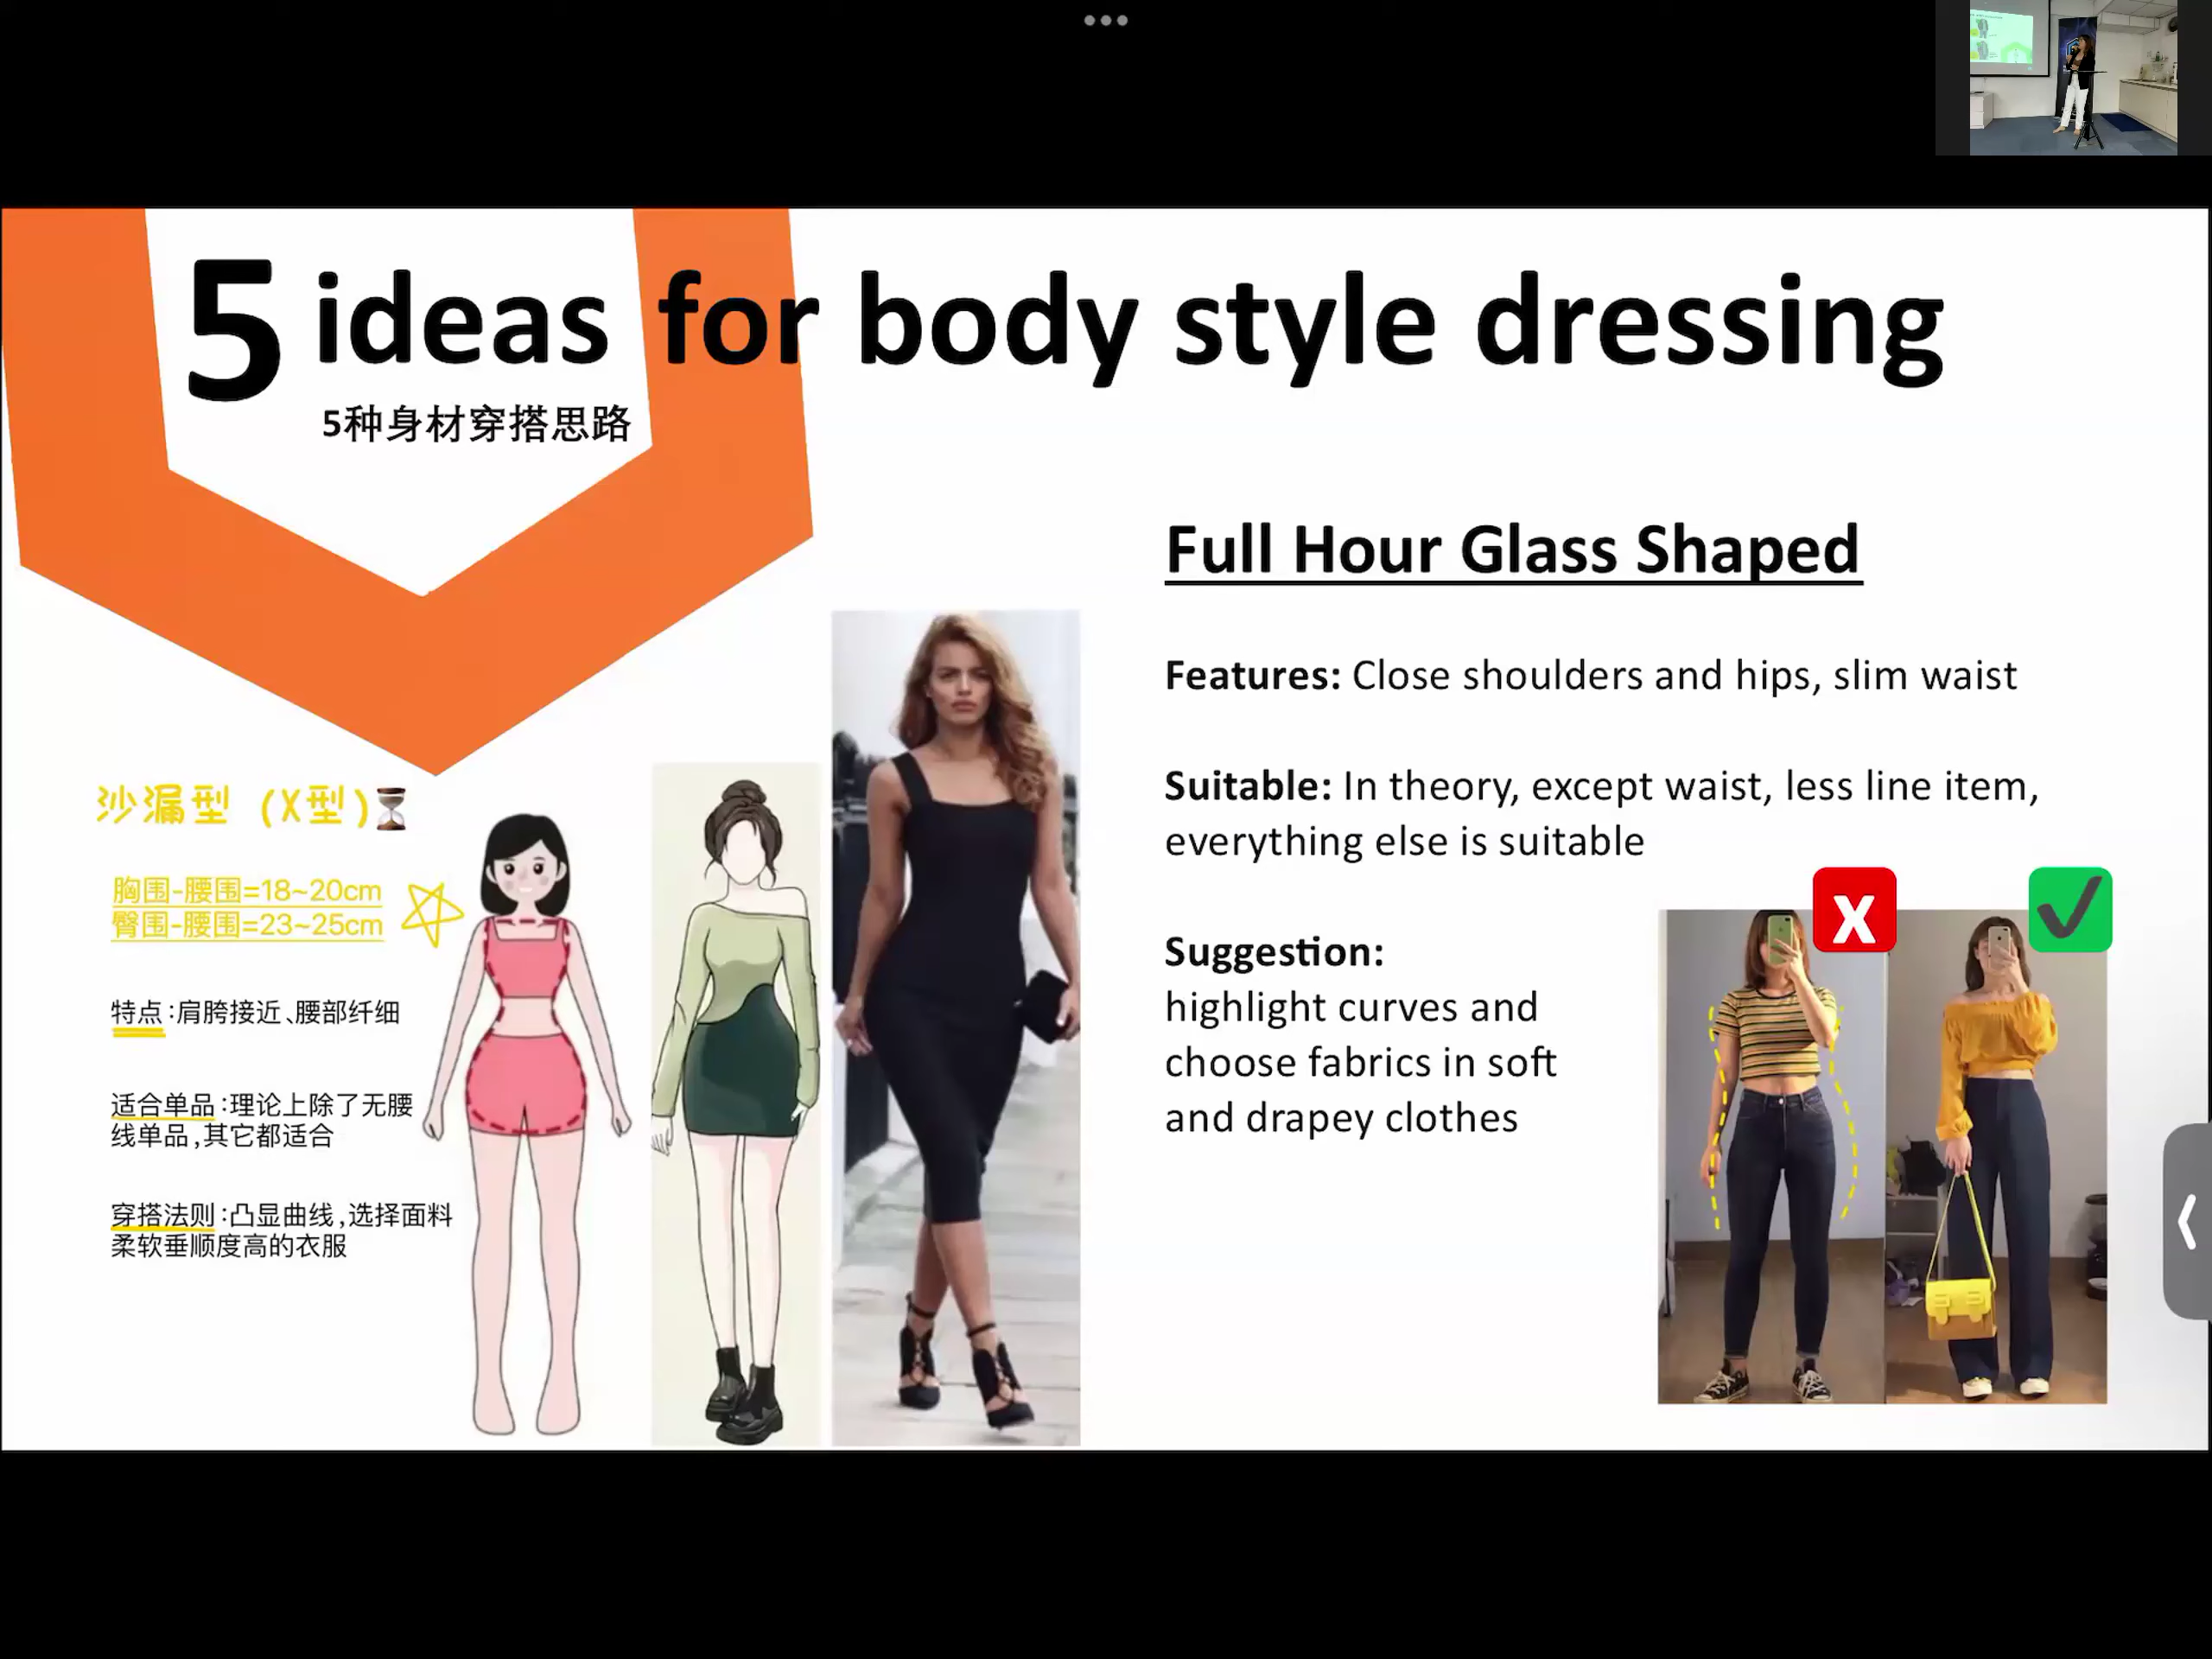 5 ideas for body style dressing
5种身材穿搭思路
沙漏型 (X型)
胸围-腰围=18~20cm
臀围-腰围=23~25cm
特点:肩胯接近、腰部纤细
适合单品:理论上除了无腰
线单品,其它都适合
穿搭法则:凸显曲线,选择面料
柔软垂顺度高的衣服
Full Hour Glass Shaped
Features: Close shoulders and hips, slim waist
Suitable: In theory, except waist, less line item,
everything else is suitable
Suggestion:
highlight curves and
choose fabrics in soft
and drapey clothes
X